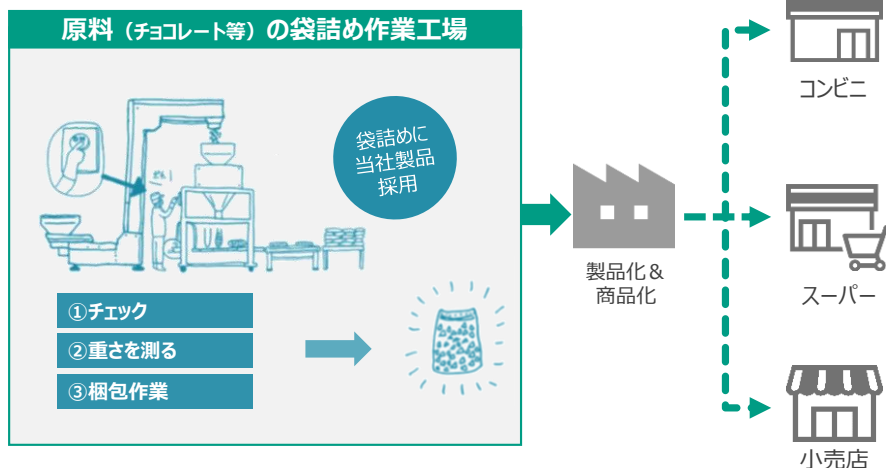 原料（チョコレート等）の袋詰め作業工場
袋詰めに
当社製品
採用
①チェック
②重さを測る
③梱包作業
製品化＆
商品化
コンビニ
スーパー
小売店